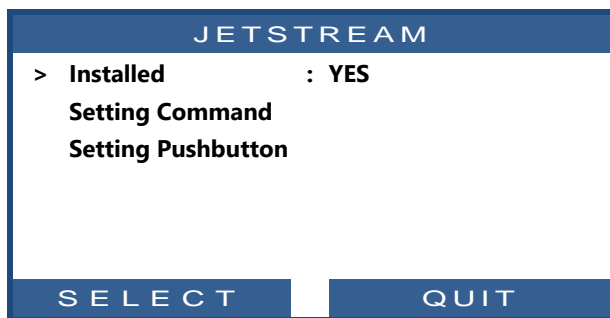 JETSTREAM
> Installed : YES
Setting Command
Setting Pushbutton
SELECT QUIT